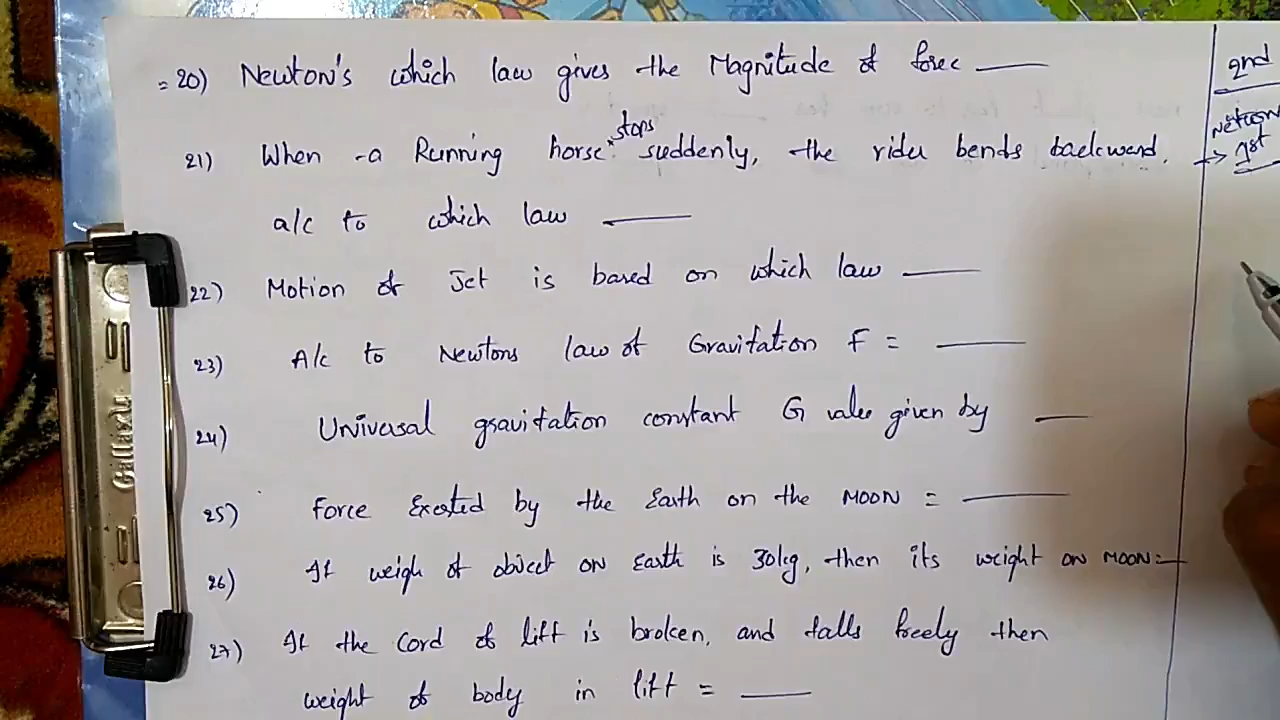 =20) Newton's which law gives the Magnitude of force ____ 2nd
21) When a Running horse stops suddenly, the rider bends backward. Newton → 1st
a/c to which law ____
22) Motion of Jet is based on which law ____
23) A/c to Newtons law of Gravitation F = ____
24) Universal gravitation constant G value given by ____
25) Force Exerted by the Earth on the MOON = ____
26) If weigh of object on Earth is 30kg, then its weight on MOON=
27) If the Cord of lift is broken, and falls freely then
weight of body in lift = ____
Gallaxy